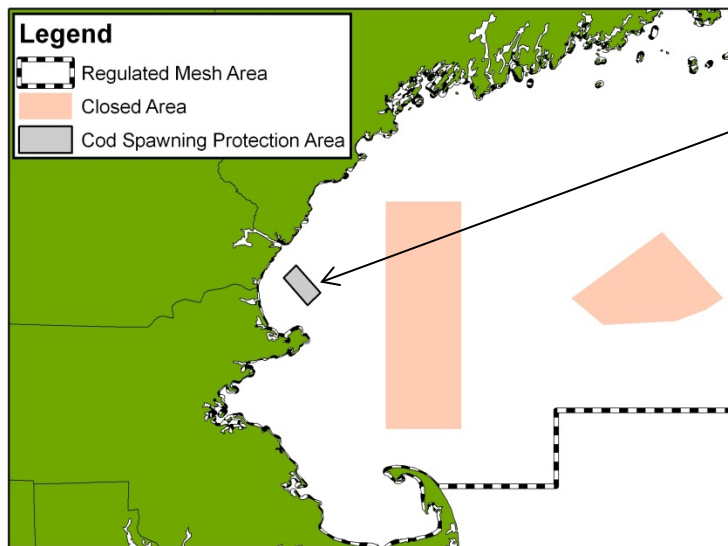 Legend
Regulated Mesh Area
Closed Area
Cod Spawning Protection Area